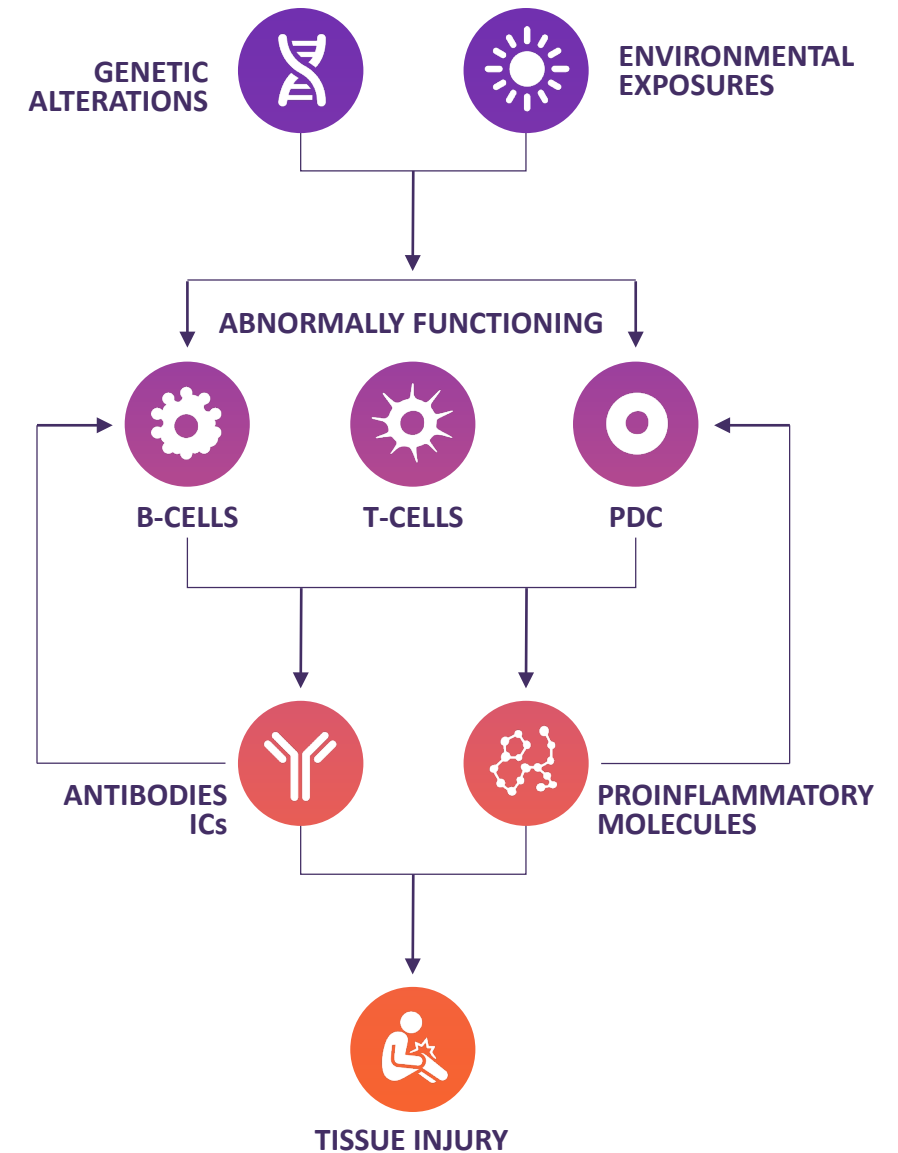 GENETIC
ALTERATIONS
ENVIRONMENTAL
EXPOSURES
ABNORMALLY FUNCTIONING
B-CELLS
T-CELLS
PDC
ANTIBODIES
ICs
PROINFLAMMATORY
MOLECULES
TISSUE INJURY